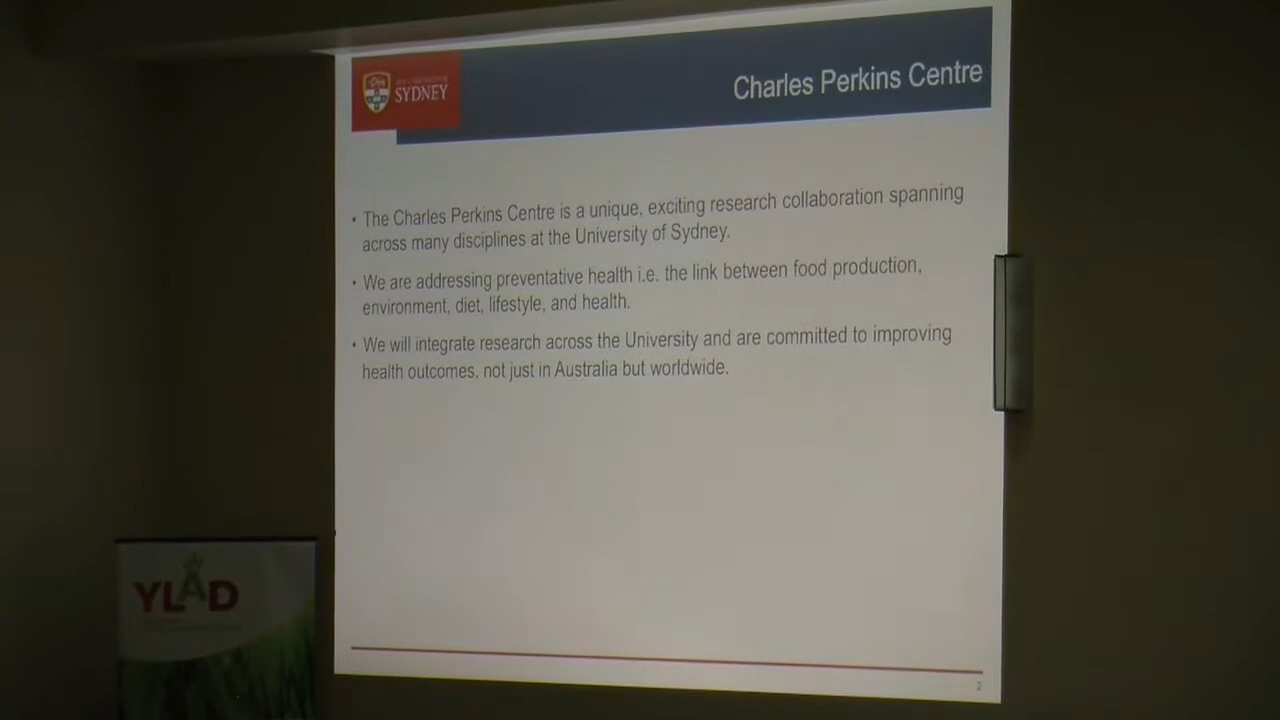 SYDNEY
Charles Perkins Centre
• The Charles Perkins Centre is a unique, exciting research collaboration spanning
across many disciplines at the University of Sydney.
• We are addressing preventative health i.e. the link between food production,
environment, diet, lifestyle, and health.
• We will integrate research across the University and are committed to improving
health outcomes, not just in Australia but worldwide.
2
YLAD